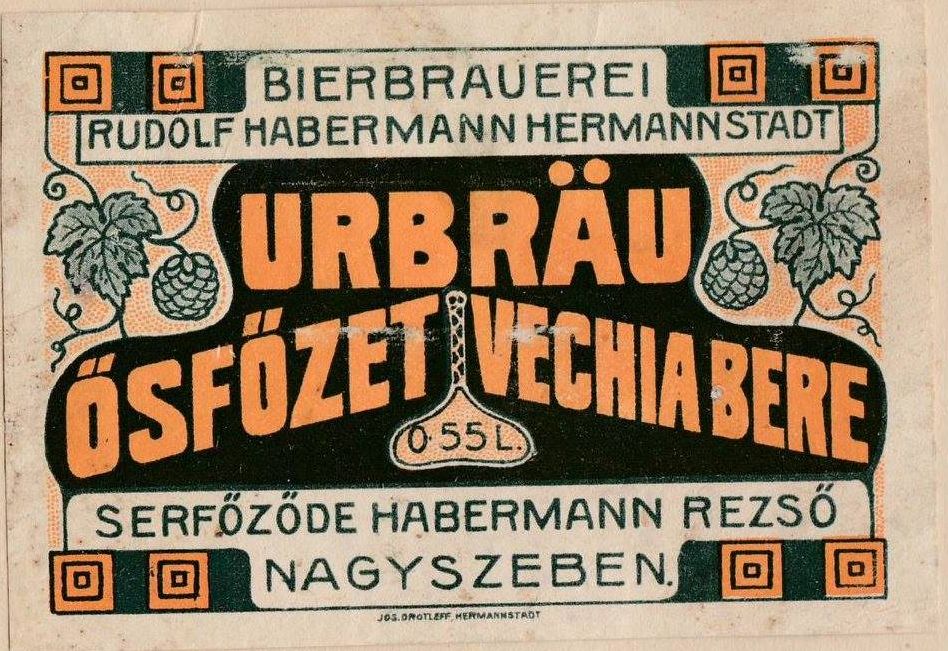 BIERBRAUEREI
RUDOLF HABERMANN HERMANNSTADT
URBRÄU
ŐSFŐZET VECHIA BERE
0.55 L.
SERFŐZŐDE HABERMANN REZSŐ
NAGYSZEBEN.
JOS. DROTLEFF, HERMANNSTADT